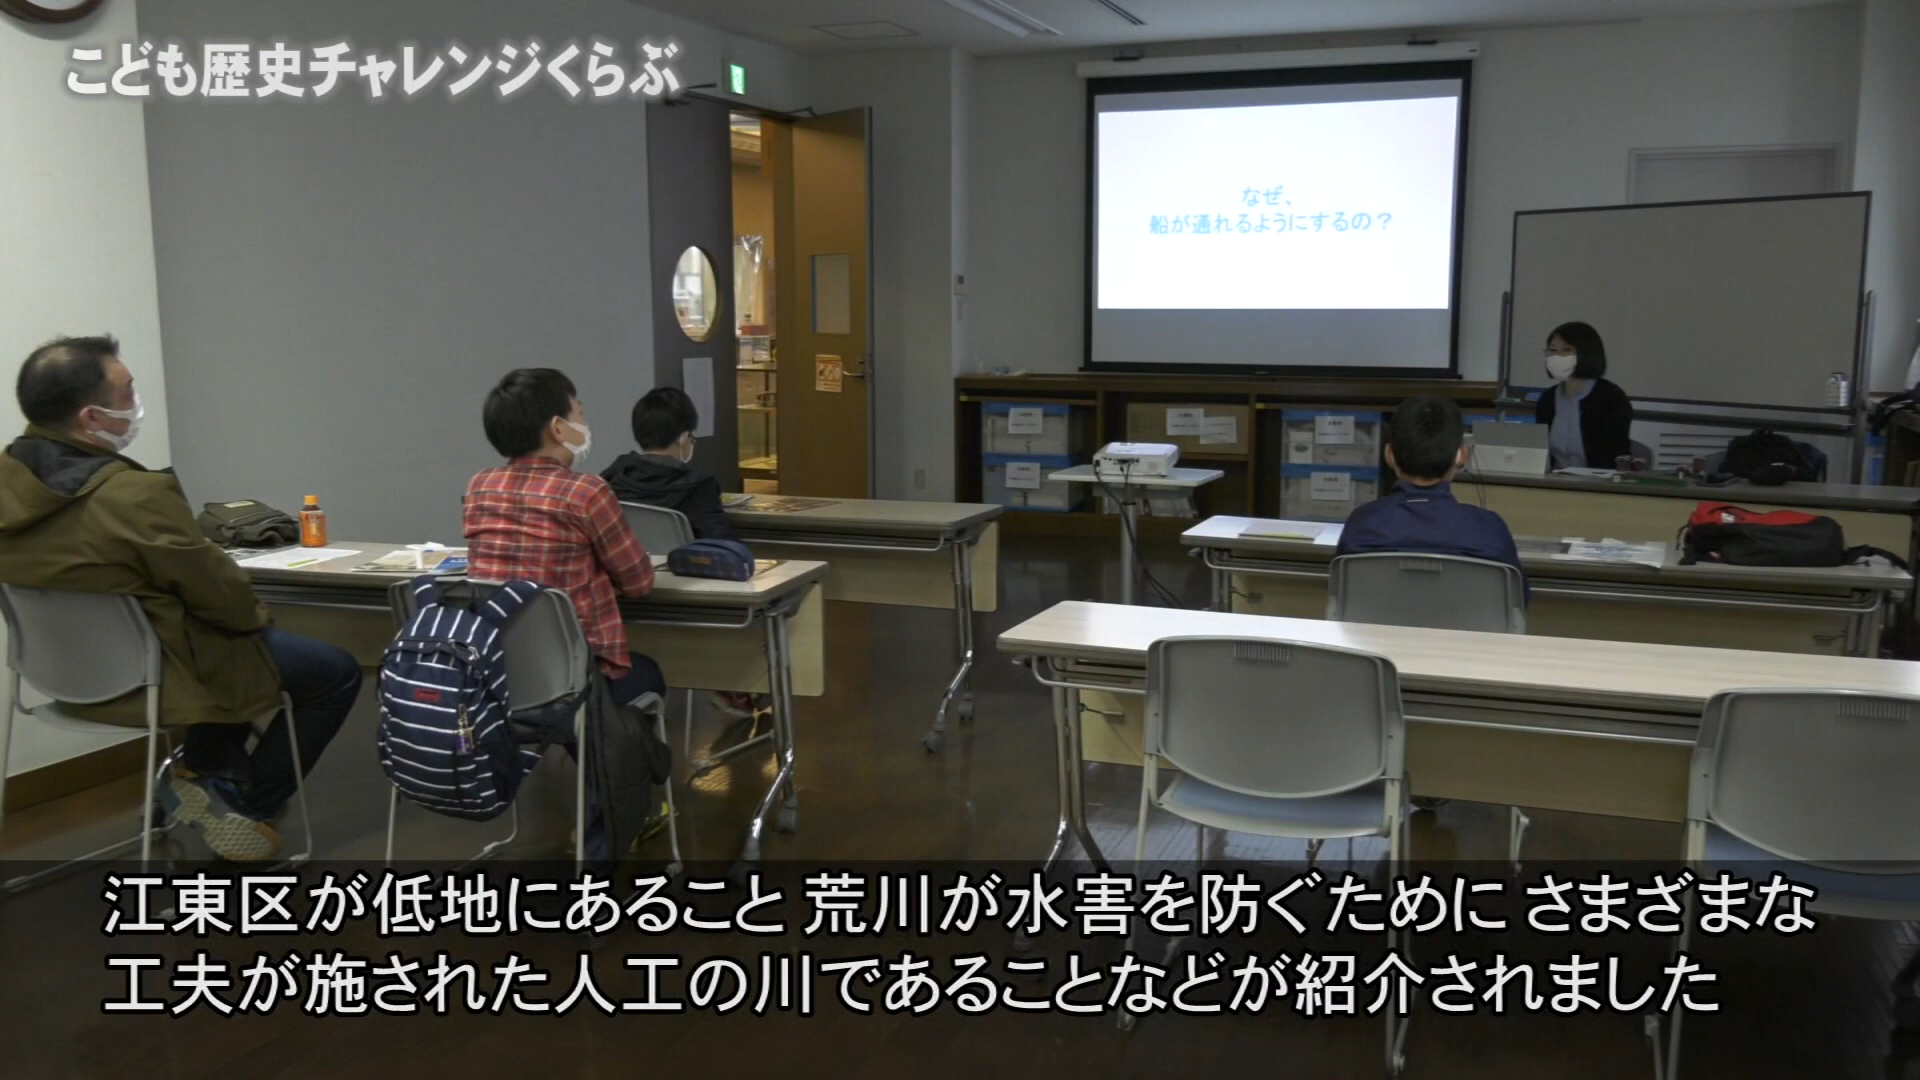 こども歴史チャレンジくらぶ
なぜ、
船が通れるようにするの？
江東区が低地にあること 荒川が水害を防ぐために さまざまな
工夫が施された人工の川であることなどが紹介されました